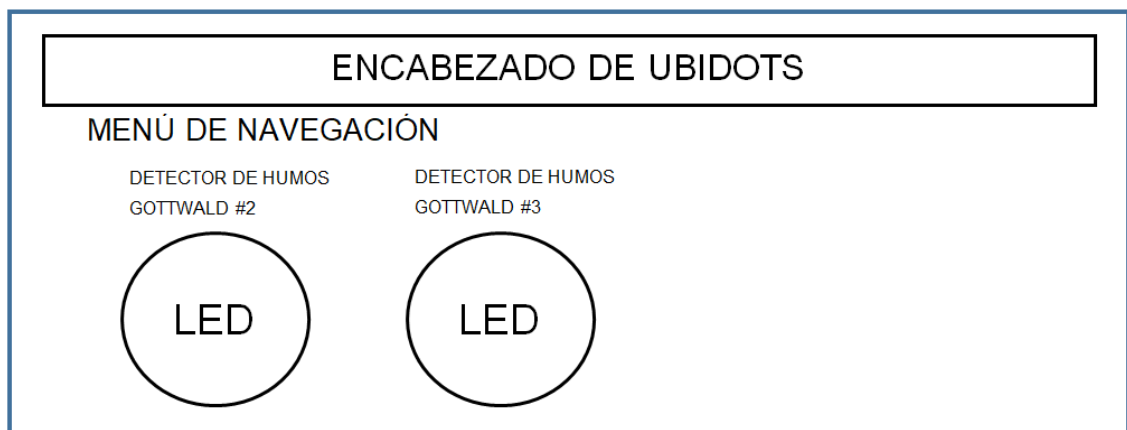 ENCABEZADO DE UBIDOTS
MENÚ DE NAVEGACIÓN
DETECTOR DE HUMOS
GOTTWALD #2
LED
DETECTOR DE HUMOS
GOTTWALD #3
LED